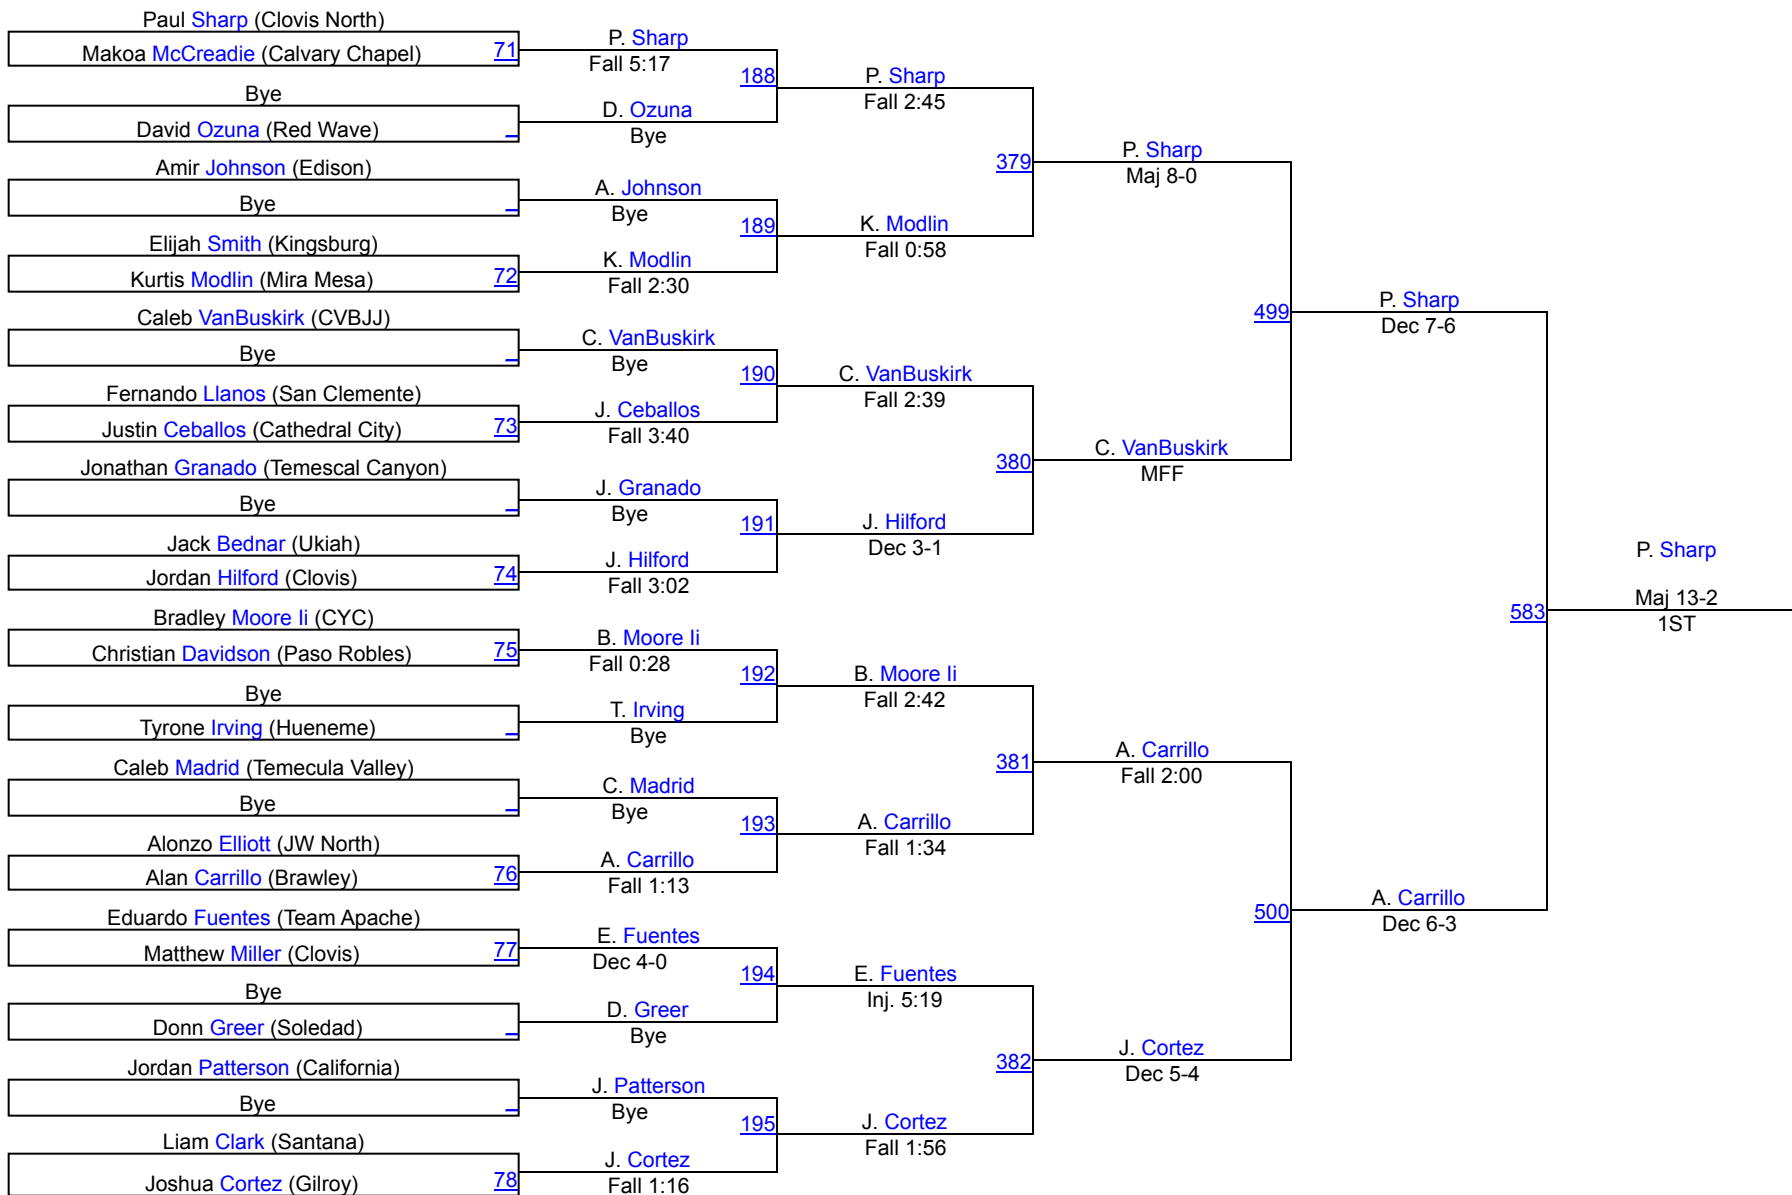 Paul Sharp (Clovis North)
Makoa McCreadie (Calvary Chapel) 71
Bye
David Ozuna (Red Wave)
Amir Johnson (Edison)
Bye
Elijah Smith (Kingsburg)
Kurtis Modlin (Mira Mesa) 72
Caleb VanBuskirk (CVBJJ)
Bye
Fernando Llanos (San Clemente)
Justin Ceballos (Cathedral City) 73
Jonathan Granado (Temescal Canyon)
Bye
Jack Bednar (Ukiah)
Jordan Hilford (Clovis) 74
Bradley Moore Ii (CYC)
Christian Davidson (Paso Robles) 75
Bye
Tyrone Irving (Hueneme)
Caleb Madrid (Temecula Valley)
Bye
Alonzo Elliott (JW North)
Alan Carrillo (Brawley) 76
Eduardo Fuentes (Team Apache)
Matthew Miller (Clovis) 77
Bye
Donn Greer (Soledad)
Jordan Patterson (California)
Bye
Liam Clark (Santana)
Joshua Cortez (Gilroy) 78
P. Sharp
Fall 5:17
188
D. Ozuna
Bye
A. Johnson
Bye
189
K. Modlin
Fall 2:30
C. VanBuskirk
Bye
190
J. Ceballos
Fall 3:40
J. Granado
Bye
191
J. Hilford
Fall 3:02
B. Moore Ii
Fall 0:28
192
T. Irving
Bye
C. Madrid
Bye
193
A. Carrillo
Fall 1:13
E. Fuentes
Dec 4-0
194
D. Greer
Bye
J. Patterson
Bye
195
J. Cortez
Fall 1:16
P. Sharp
Fall 2:45
379
K. Modlin
Fall 0:58
C. VanBuskirk
Fall 2:39
380
J. Hilford
Dec 3-1
B. Moore Ii
Fall 2:42
381
A. Carrillo
Fall 1:34
E. Fuentes
Inj. 5:19
382
J. Cortez
Fall 1:56
P. Sharp
Maj 8-0
499
C. VanBuskirk
MFF
A. Carrillo
Fall 2:00
500
J. Cortez
Dec 5-4
P. Sharp
Dec 7-6
583
A. Carrillo
Dec 6-3
P. Sharp
Maj 13-2
1ST